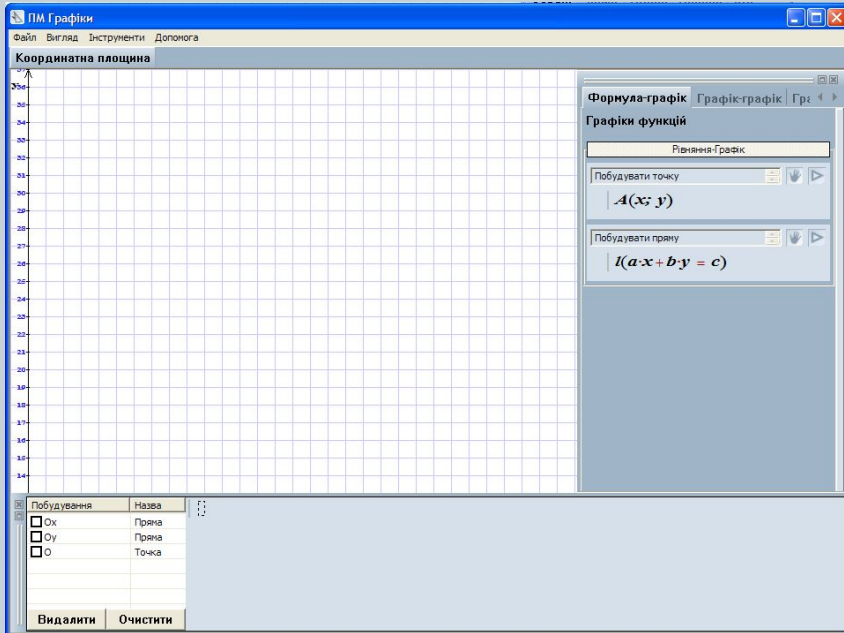 ПМ Графіки
Файл Вигляд Інструменти Допомога
Координатна площина
37
36
35
34
33
32
31
30
29
28
27
26
25
24
23
22
21
20
19
18
17
16
15
14
Формула-графік Графік-графік Гра
Графіки функцій
Рівняння-Графік
Побудувати точку
A(x; y)
Побудувати пряму
l(a·x+b·y = c)
Побудування Назва
Ox Пряма
Oy Пряма
O Точка
Видалити Очистити